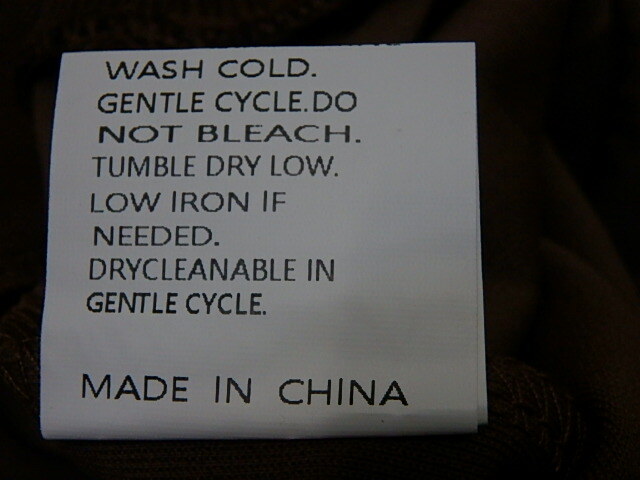 WASH COLD.
GENTLE CYCLE.DO
NOT BLEACH.
TUMBLE DRY LOW.
LOW IRON IF
NEEDED.
DRYCLEANABLE IN
GENTLE CYCLE.
MADE IN CHINA